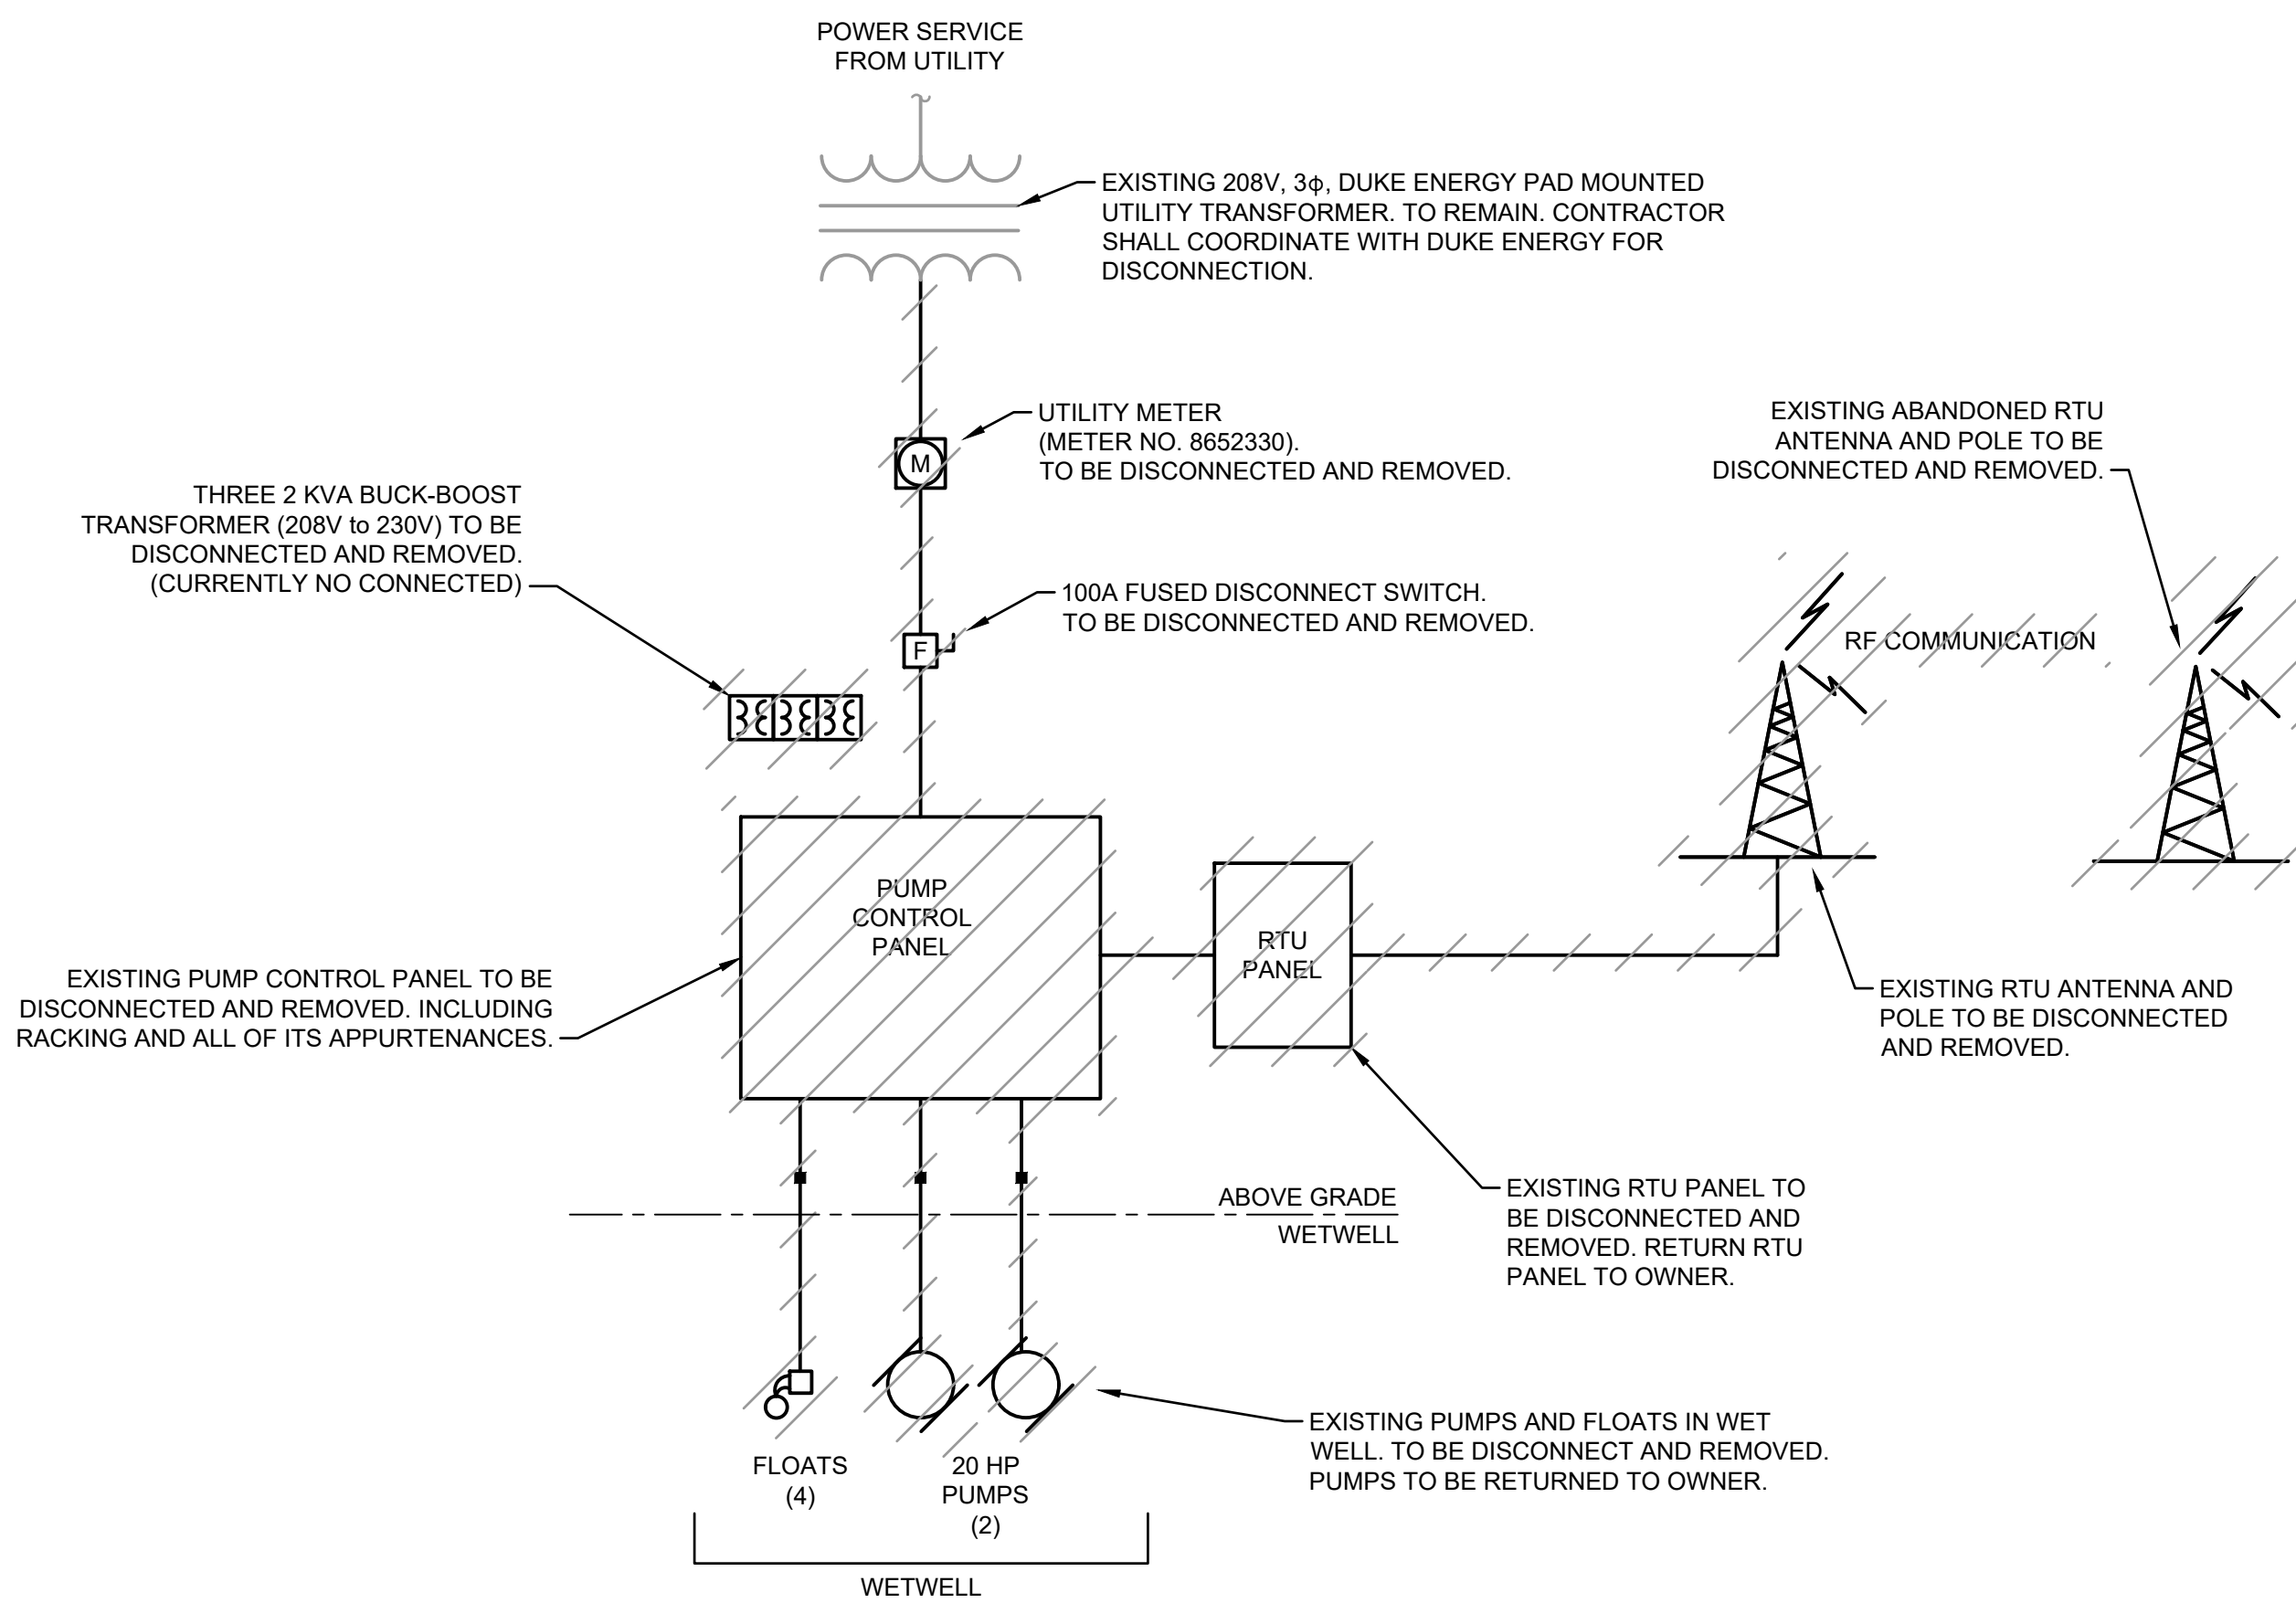 POWER SERVICE
FROM UTILITY
EXISTING 208V, 3ϕ, DUKE ENERGY PAD MOUNTED
UTILITY TRANSFORMER. TO REMAIN. CONTRACTOR
SHALL COORDINATE WITH DUKE ENERGY FOR
DISCONNECTION.
UTILITY METER
(METER NO. 8652330).
TO BE DISCONNECTED AND REMOVED.
M
EXISTING ABANDONED RTU
ANTENNA AND POLE TO BE
DISCONNECTED AND REMOVED.
THREE 2 KVA BUCK-BOOST
TRANSFORMER (208V to 230V) TO BE
DISCONNECTED AND REMOVED.
(CURRENTLY NO CONNECTED)
100A FUSED DISCONNECT SWITCH.
TO BE DISCONNECTED AND REMOVED.
F
RF COMMUNICATION
PUMP
CONTROL
PANEL
RTU
PANEL
EXISTING PUMP CONTROL PANEL TO BE
DISCONNECTED AND REMOVED. INCLUDING
RACKING AND ALL OF ITS APPURTENANCES.
EXISTING RTU ANTENNA AND
POLE TO BE DISCONNECTED
AND REMOVED.
ABOVE GRADE
WETWELL
EXISTING RTU PANEL TO
BE DISCONNECTED AND
REMOVED. RETURN RTU
PANEL TO OWNER.
EXISTING PUMPS AND FLOATS IN WET
WELL. TO BE DISCONNECT AND REMOVED.
PUMPS TO BE RETURNED TO OWNER.
FLOATS
(4)
20 HP
PUMPS
(2)
WETWELL